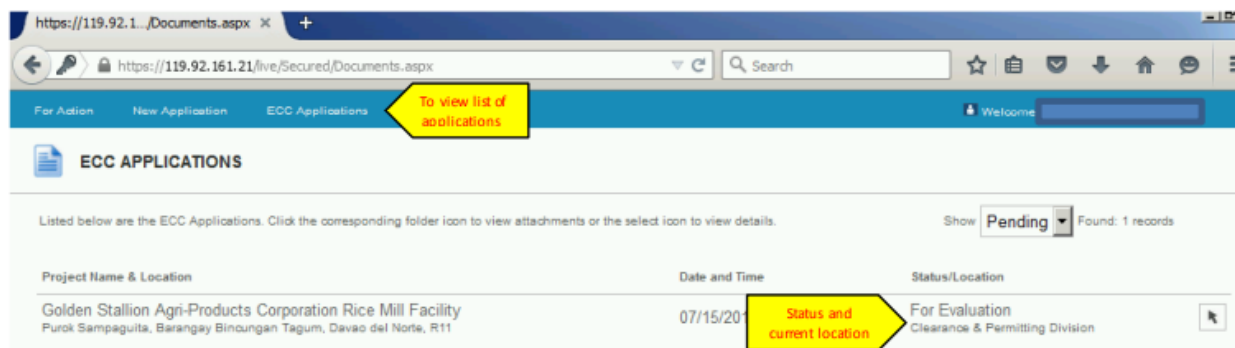 https://119.92.1.../Documents.aspx
https://119.92.161.21/live/Secured/Documents.aspx
Search
For Action New Application ECC Applications
To view list of
applications
Welcome
ECC APPLICATIONS
Listed below are the ECC Applications. Click the corresponding folder icon to view attachments or the select icon to view details.
Show Pending Found: 1 records
Project Name & Location Date and Time Status/Location
Golden Stallion Agri-Products Corporation Rice Mill Facility
Purok Sampaguita, Barangay Bincungan Tagum, Davao del Norte, R11
07/15/201
Status and
current location
For Evaluation
Clearance & Permitting Division